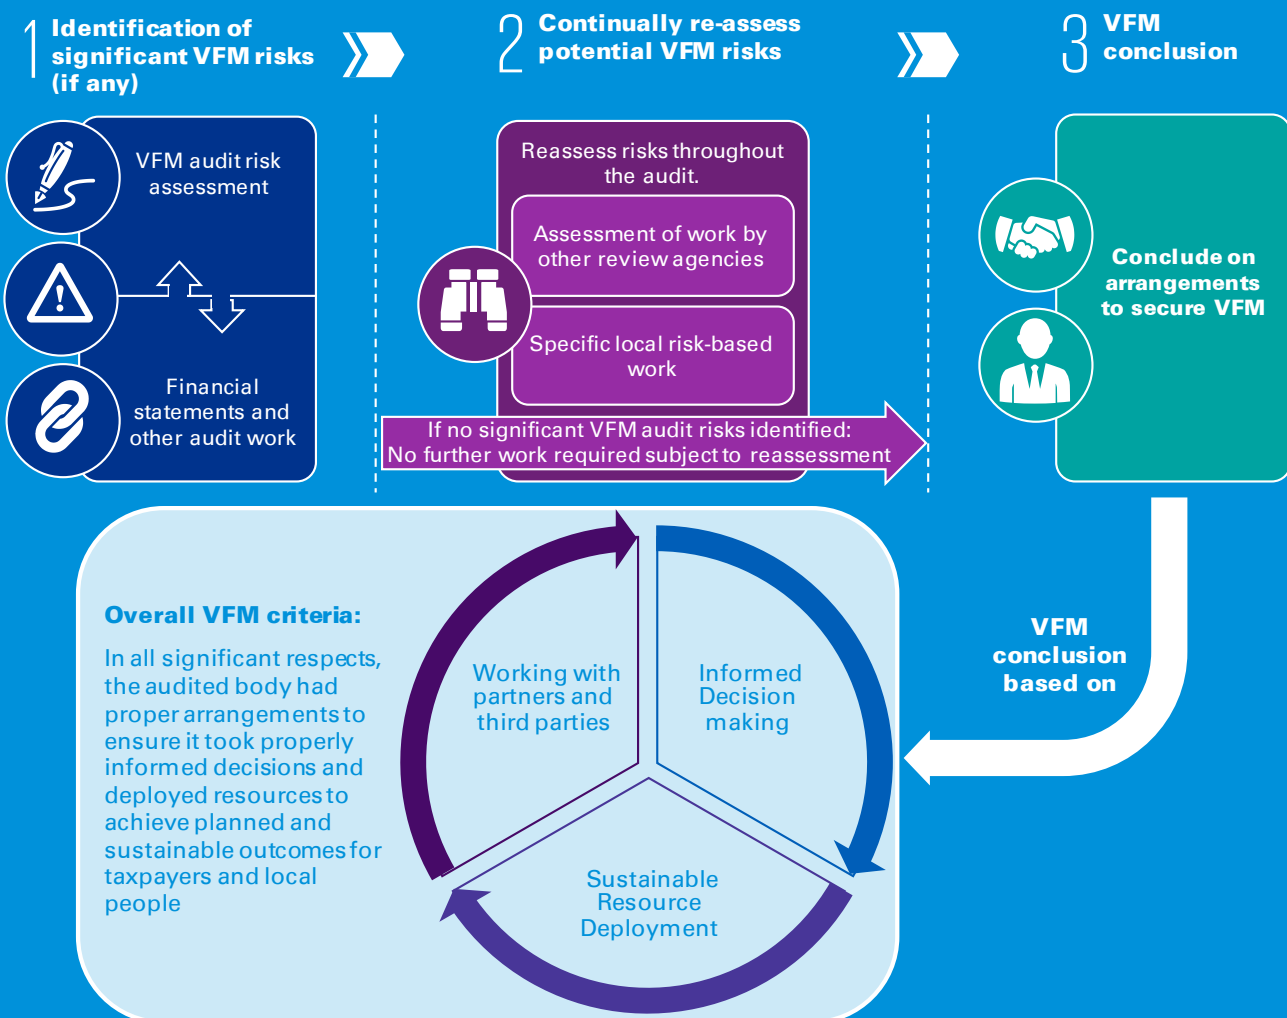 1 Identification of
significant VFM risks
(if any)
2 Continually re-assess
potential VFM risks
3 VFM
conclusion
VFM audit risk
assessment
Financial
statements and
other audit work
Reassess risks throughout
the audit.
Assessment of work by
other review agencies
Specific local risk-based
work
If no significant VFM audit risks identified:
No further work required subject to reassessment
Conclude on
arrangements
to secure VFM
VFM
conclusion
based on
Overall VFM criteria:
In all significant respects,
the audited body had
proper arrangements to
ensure it took properly
informed decisions and
deployed resources to
achieve planned and
sustainable outcomes for
taxpayers and local
people
Working with
partners and
third parties
Informed
Decision
making
Sustainable
Resource
Deployment